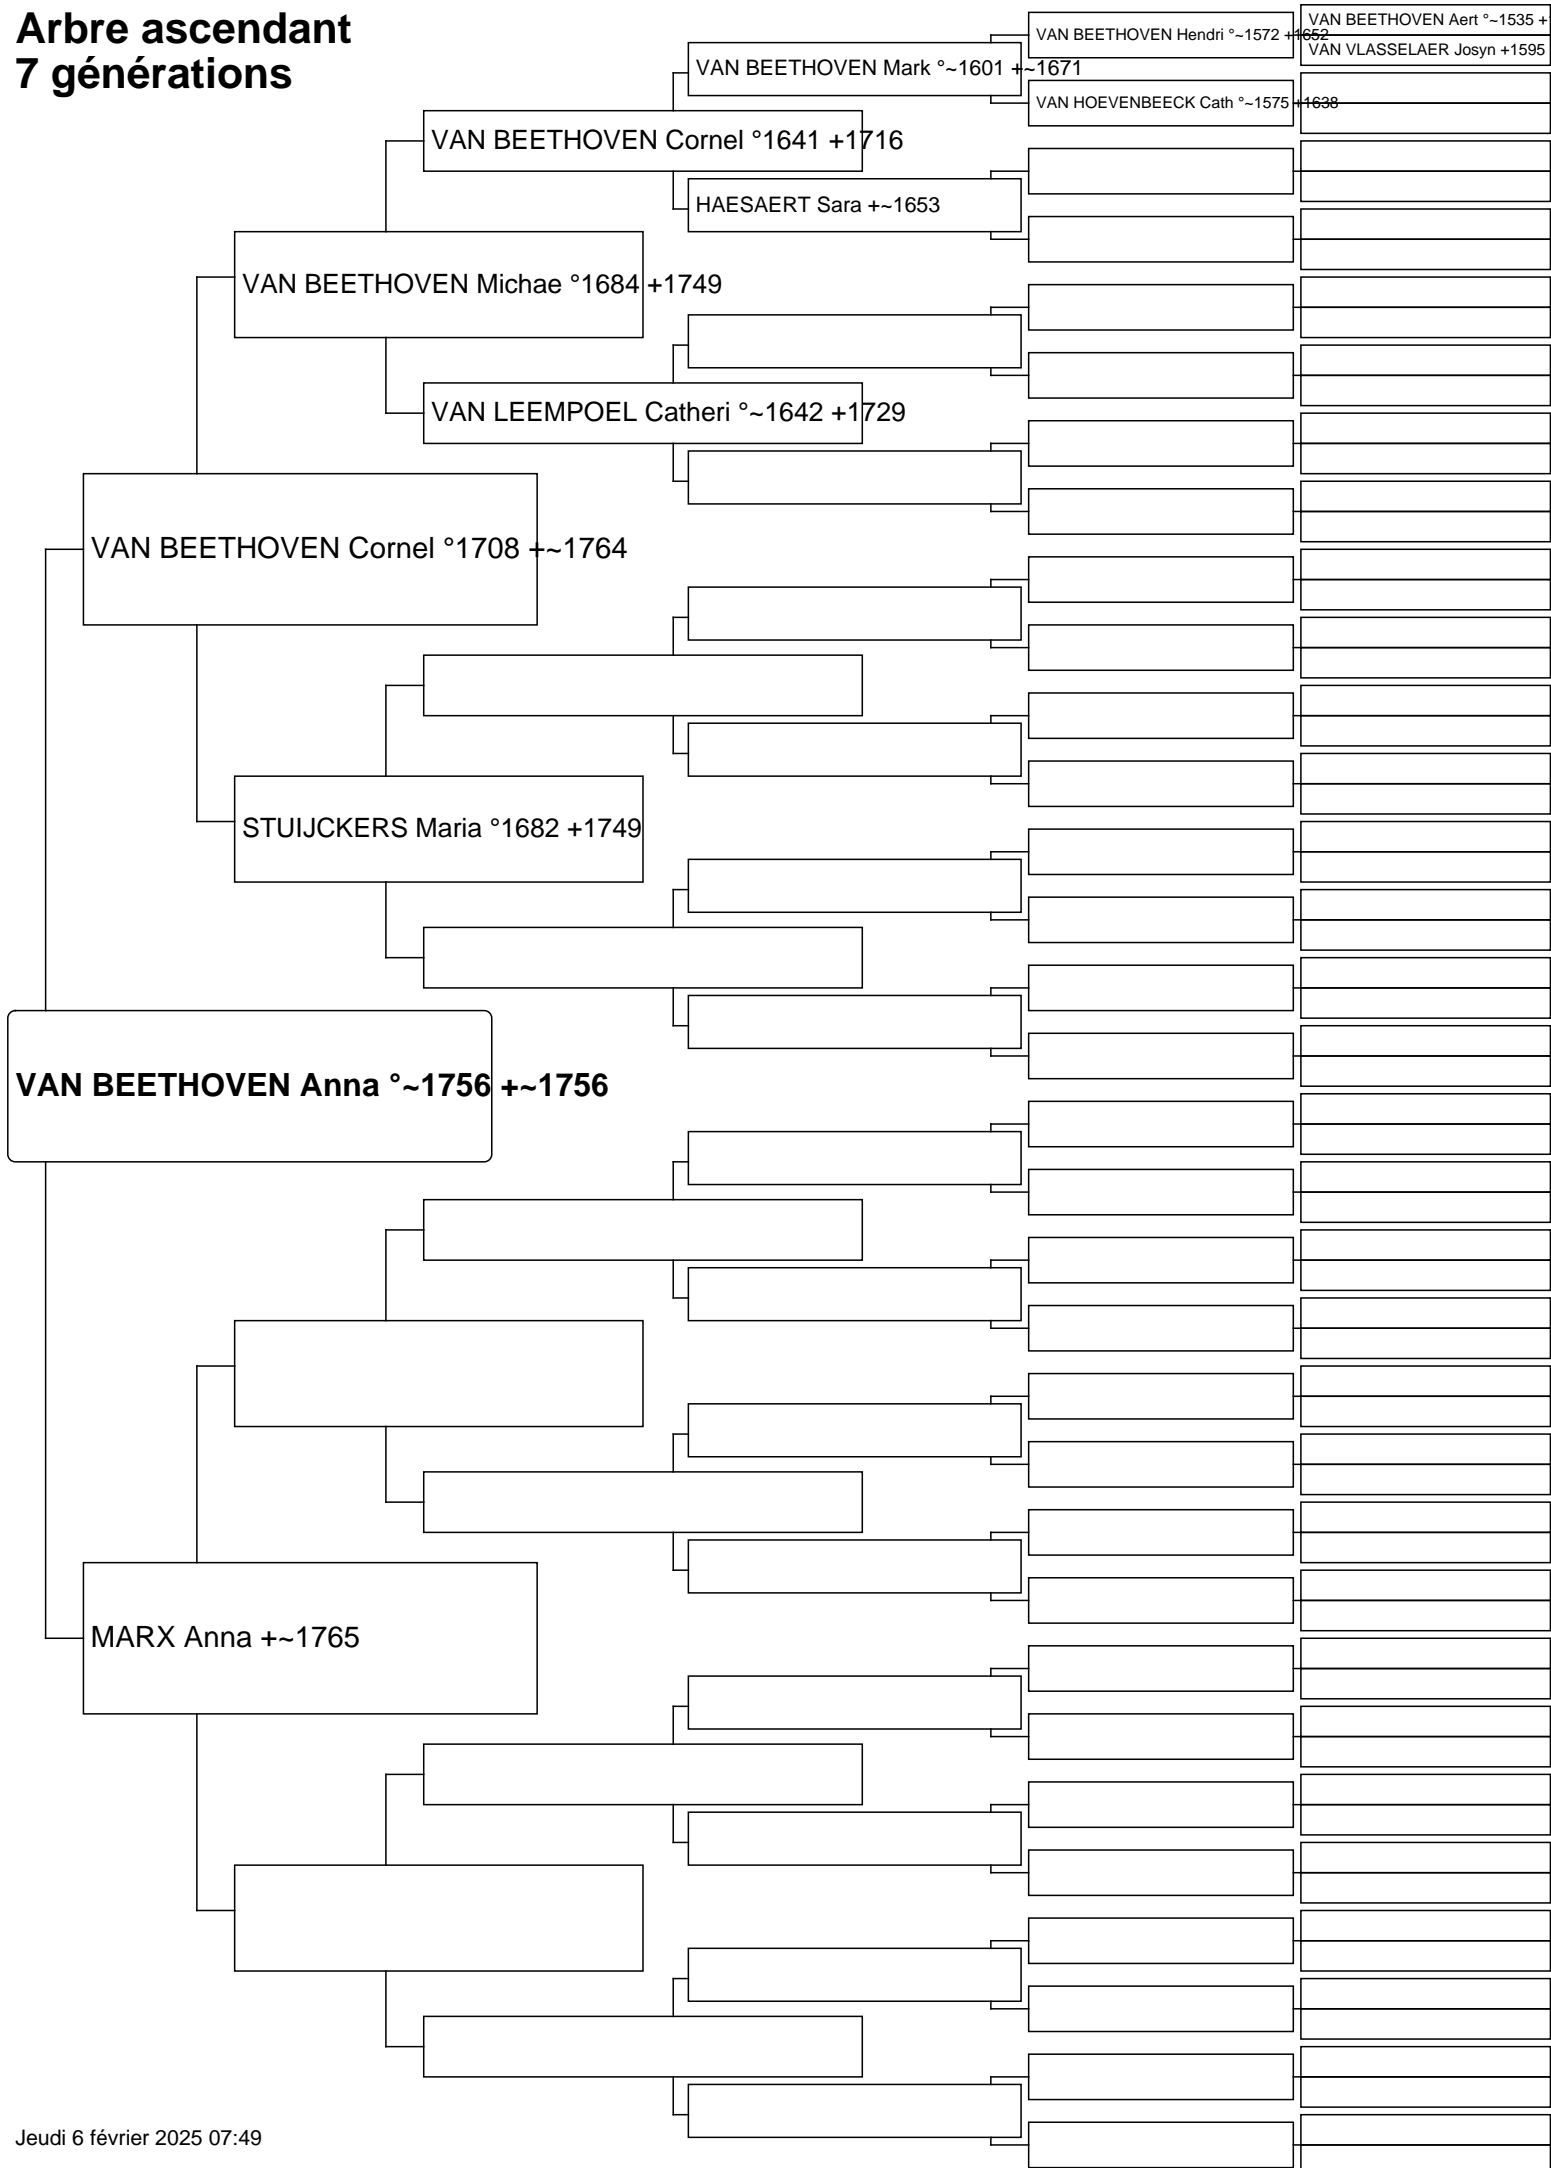 Arbre ascendant
7 générations
VAN BEETHOVEN Aert °~1535 +
VAN BEETHOVEN Hendri °~1572 +1652
VAN VLASSELAER Josyn +1595
VAN BEETHOVEN Mark °~1601 +~1671
VAN HOEVENBEECK Cath °~1575 +1638
VAN BEETHOVEN Cornel °1641 +1716
HAESAERT Sara +~1653
VAN BEETHOVEN Michae °1684 +1749
VAN LEEMPOEL Catheri °~1642 +1729
VAN BEETHOVEN Cornel °1708 +~1764
STUIJCKERS Maria °1682 +1749
VAN BEETHOVEN Anna °~1756 +~1756
MARX Anna +~1765
Jeudi 6 février 2025 07:49